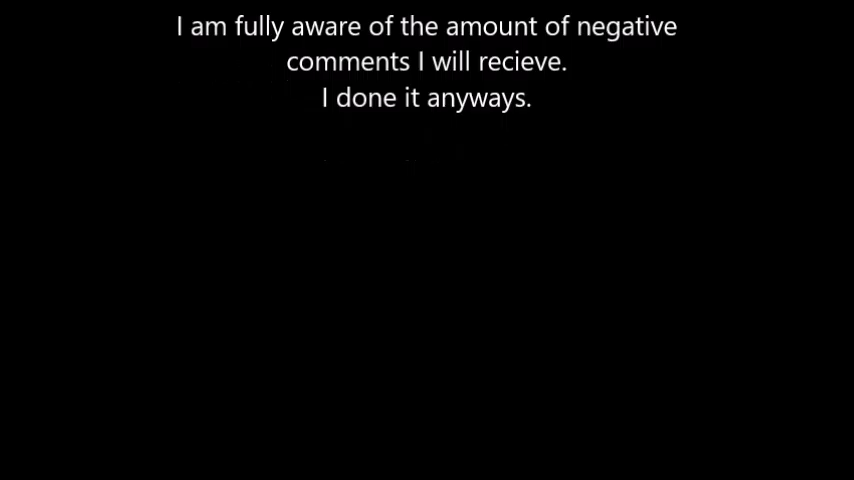 I am fully aware of the amount of negative
comments I will recieve.
I done it anyways.